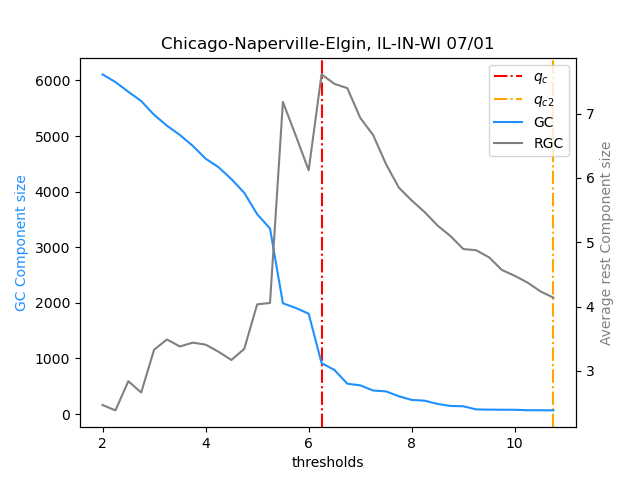 Chicago-Naperville-Elgin, IL-IN-WI 07/01
GC Component size
6000
5000
4000
3000
2000
1000
0
q_c
q_c2
GC
RGC
7
6
5
4
3
Average rest Component size
2 4 6 8 10
thresholds